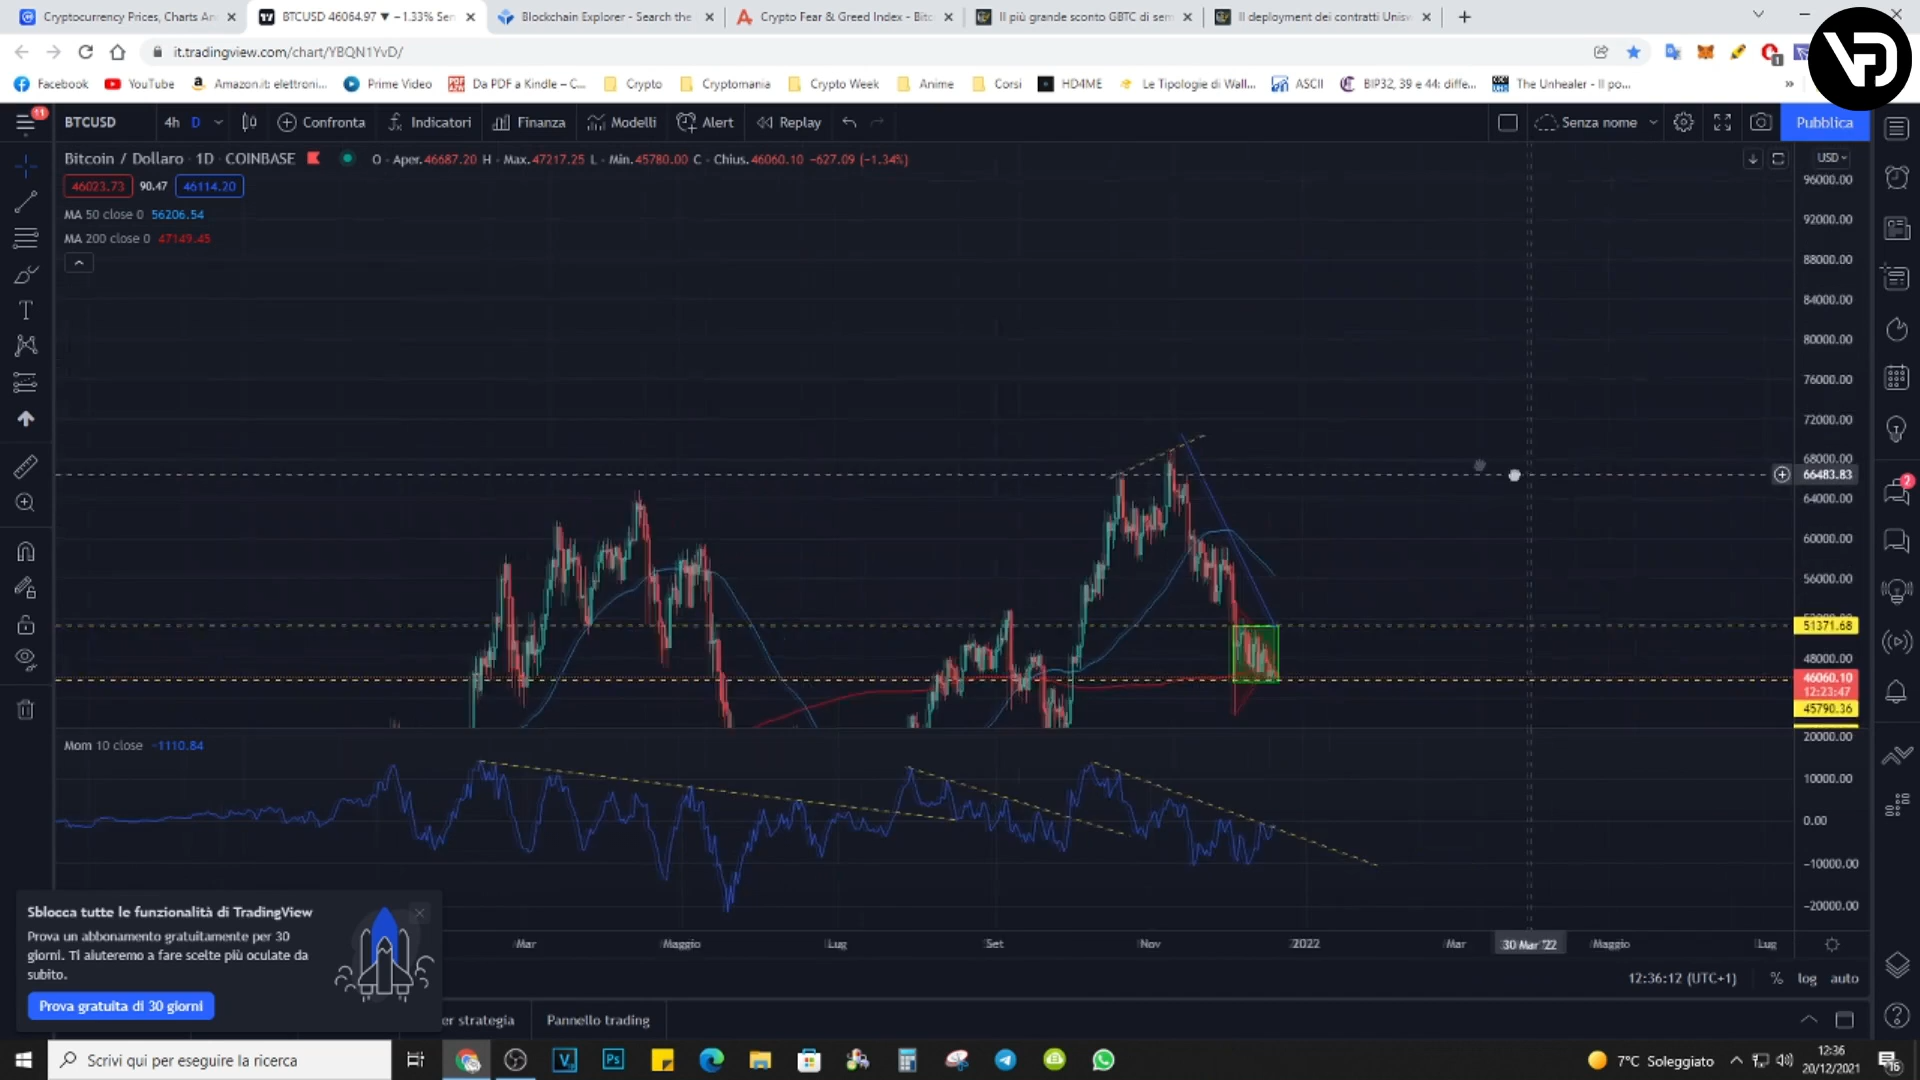 Cryptocurrency Prices, Charts An
BTCUSD 46064.97 ▼ −1.33% Sen
Blockchain Explorer - Search the
Crypto Fear & Greed Index - Bitc
Il più grande sconto GBTC di sem
Il deployment dei contratti Unisw
it.tradingview.com/chart/YBQN1YvD/
Facebook
YouTube
Amazon.it: elettroni...
Prime Video
Da PDF a Kindle – C...
Crypto
Cryptomania
Crypto Week
Anime
Corsi
HD4ME
Le Tipologie di Wall...
ASCII
BIP32, 39 e 44: diffe...
The Unhealer - Il po...
»
11
BTCUSD
4h
D
Confronta
Indicatori
Finanza
Modelli
Alert
Replay
Senza nome
Pubblica
Bitcoin / Dollaro · 1D · COINBASE
O - Aper.46687.20 H - Max.47217.25 L - Min.45780.00 C - Chius.46060.10 −627.09 (−1.34%)
46023.73 90.47 46114.20
MA 50 close 0 56206.54
MA 200 close 0 47149.45
USD
96000.00
92000.00
88000.00
84000.00
80000.00
76000.00
72000.00
68000.00
66483.83
64000.00
60000.00
56000.00
51371.68
48000.00
46060.10
12:23:47
45790.36
2
Mom 10 close −1110.84
20000.00
10000.00
0.00
−10000.00
−20000.00
Mar
Maggio
Lug
Set
Nov
2022
Mar
30 Mar '22
Maggio
Lug
Sblocca tutte le funzionalità di TradingView
Prova un abbonamento gratuitamente per 30
giorni. Ti aiuteremo a fare scelte più oculate da
subito.
Prova gratuita di 30 giorni
12:36:12 (UTC+1)
%
log
auto
er strategia
Pannello trading
Scrivi qui per eseguire la ricerca
7°C Soleggiato
12:36
20/12/2021
16